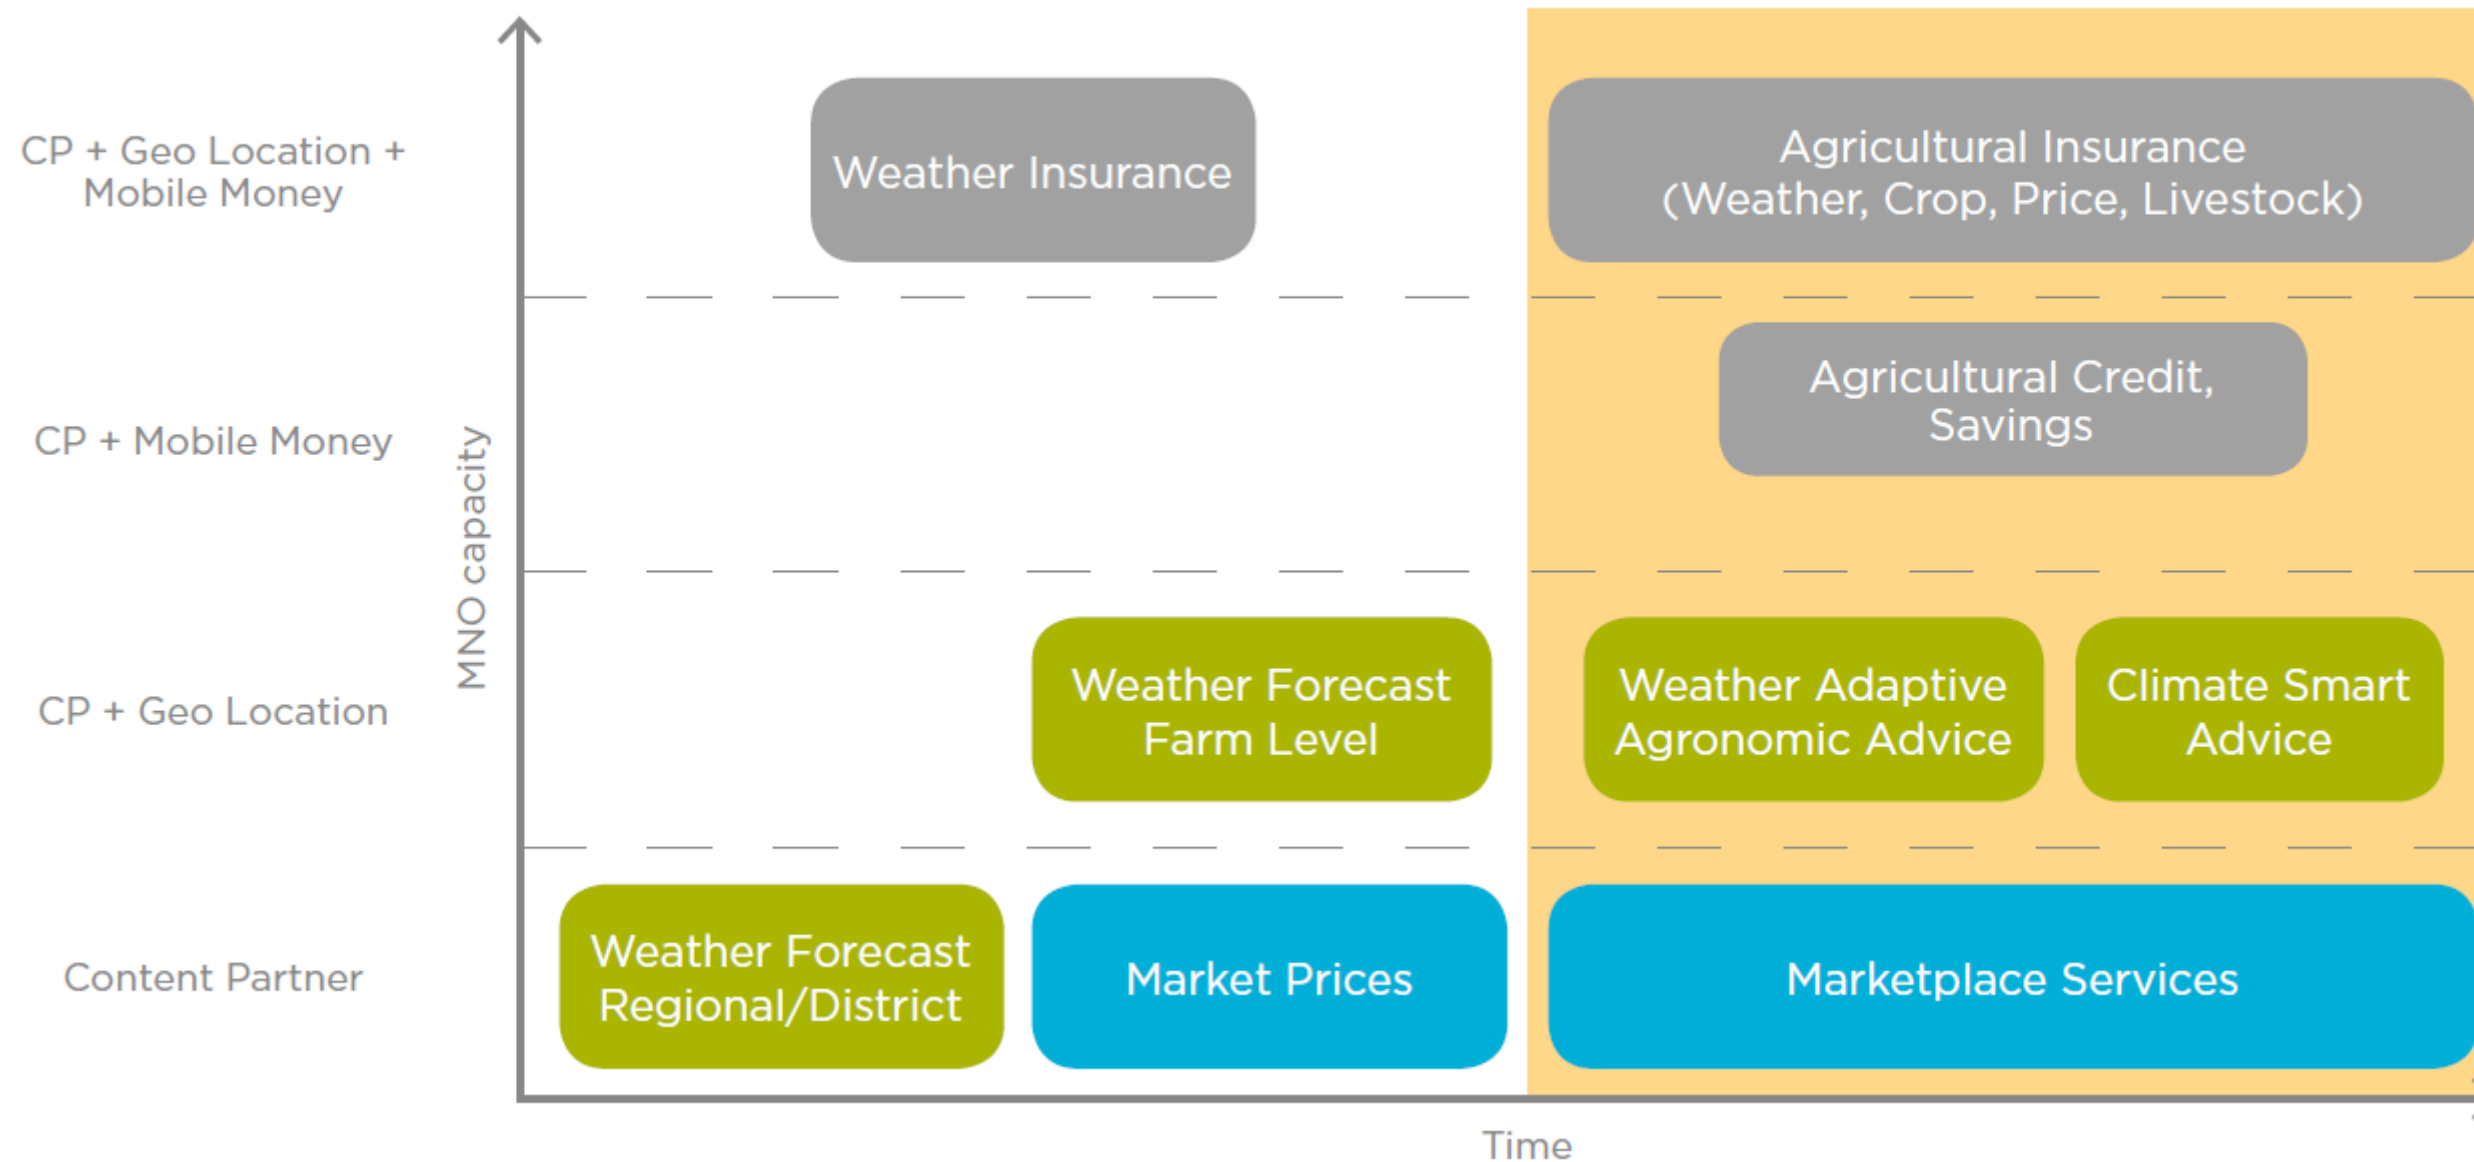 CP + Geo Location +
Mobile Money
Weather Insurance
Agricultural Insurance
(Weather, Crop, Price, Livestock)
CP + Mobile Money
Agricultural Credit,
Savings
MNO capacity
CP + Geo Location
Weather Forecast
Farm Level
Weather Adaptive
Agronomic Advice
Climate Smart
Advice
Content Partner
Weather Forecast
Regional/District
Market Prices
Marketplace Services
Time